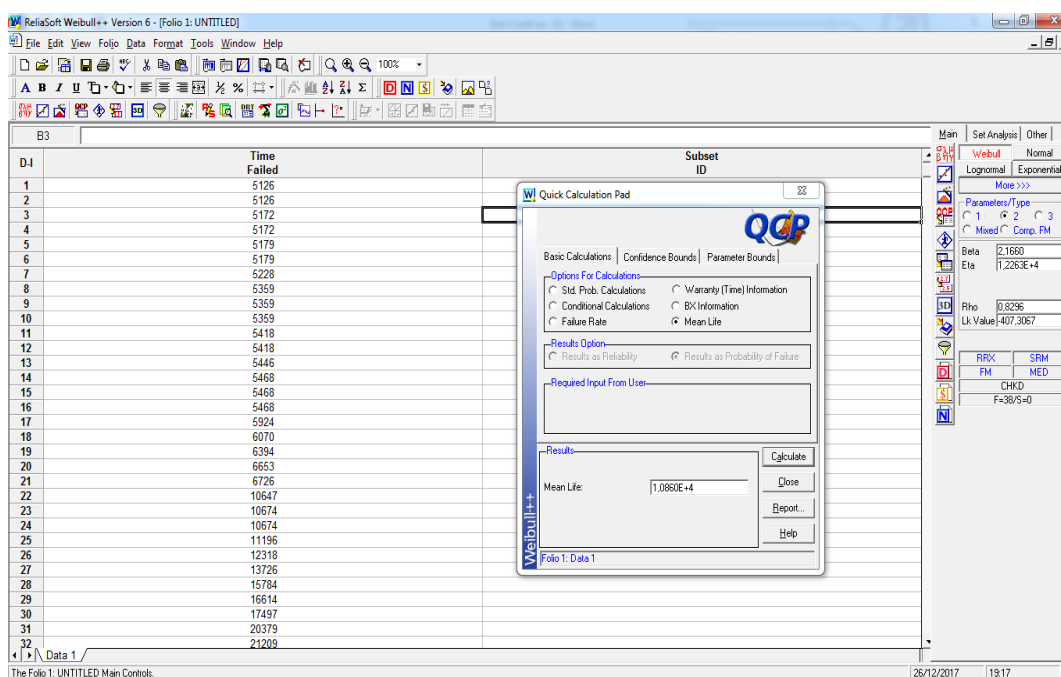 ReliaSoft Weibull++ Version 6 - [Folio 1: UNTITLED]
File Edit View Folio Data Format Tools Window Help
100%
A B I U % Σ D N S
3D
B3
Main Set Analysis Other
D-I Time Failed Subset ID
1 5126
2 5126
3 5172
4 5172
5 5179
6 5179
7 5228
8 5359
9 5359
10 5359
11 5418
12 5418
13 5446
14 5468
15 5468
16 5468
17 5924
18 6070
19 6394
20 6653
21 6726
22 10647
23 10674
24 10674
25 11196
26 12318
27 13726
28 15784
29 16614
30 17497
31 20379
32 21209
Quick Calculation Pad
QCP
Basic Calculations Confidence Bounds Parameter Bounds
Options For Calculations
Std. Prob. Calculations Warranty (Time) Information
Conditional Calculations BX Information
Failure Rate Mean Life
Results Option
Results as Reliability Results as Probability of Failure
Required Input From User
Results
Calculate
Mean Life: 1,0860E+4
Close
Report...
Help
Weibull++
Folio 1: Data 1
Weibull Normal
Lognormal Exponential
More >>>
Parameters/Type
1 2 3
Mixed Comp. FM
QCP
Beta 2,1660
Eta 1,2263E+4
3D
Rho 0,8296
Lk Value -407,3067
RRX SRM
FM MED
CHKD
F=38/S=0
D
S
N
Data 1
The Folio 1: UNTITLED Main Controls.
26/12/2017 19:17